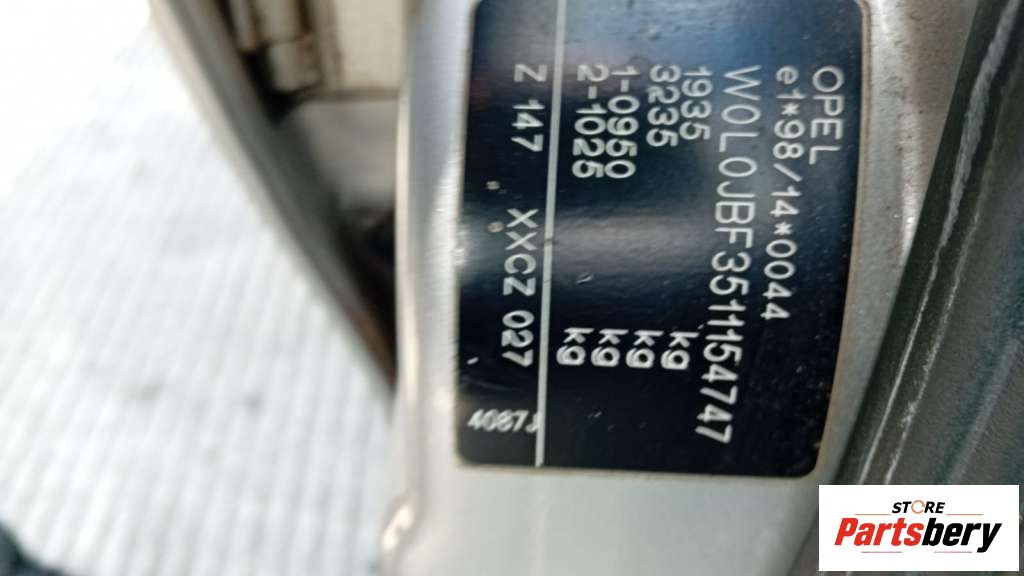 OPEL
e1*98/14*0044
W0L0JBF3511154747
1935 kg
3235 kg
1-0950 kg
2-1025 kg
Z 147 XXCZ 027
4087J
STORE
Partsbery